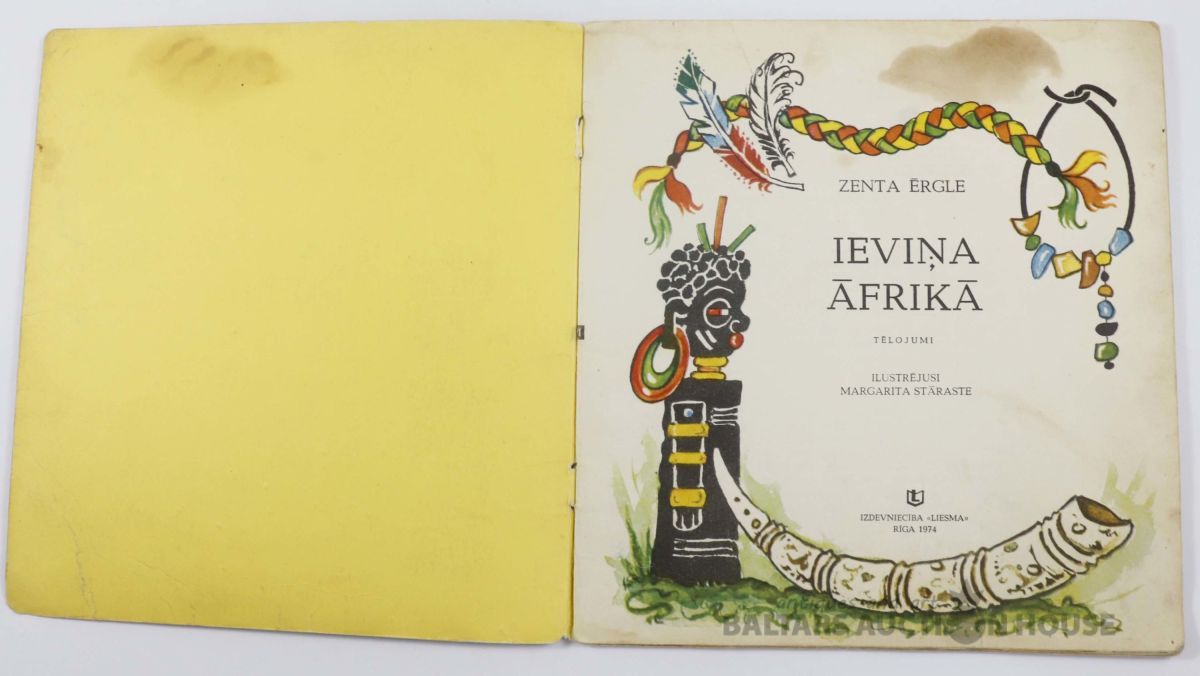 ZENTA ĒRGLE
IEVIŅA
ĀFRIKĀ
TĒLOJUMI
ILUSTRĒJUSI
MARGARITA STĀRASTE
IZDEVNIECĪBA «LIESMA»
RĪGA 1974